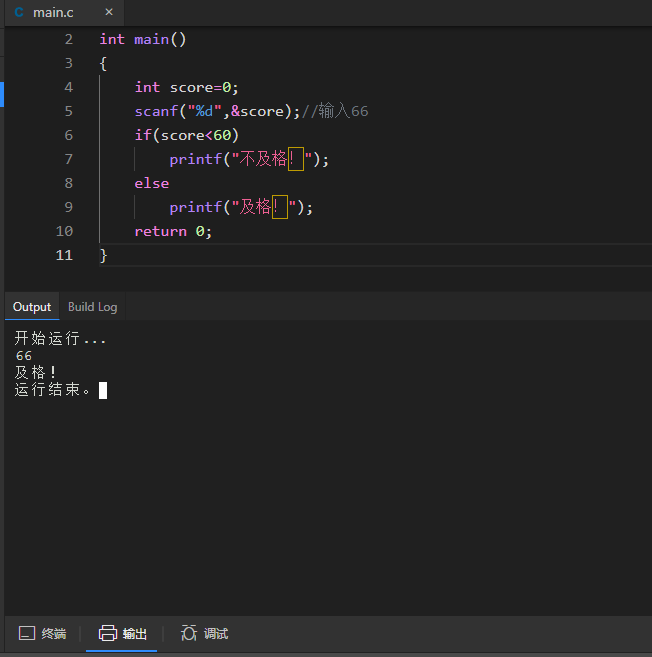 C main.c ×
2 int main()
3 {
4 int score=0;
5 scanf("%d",&score);//输入66
6 if(score<60)
7 printf("不及格！");
8 else
9 printf("及格！");
10 return 0;
11 }
Output Build Log
开始运行...
66
及格！
运行结束。
终端 输出 调试